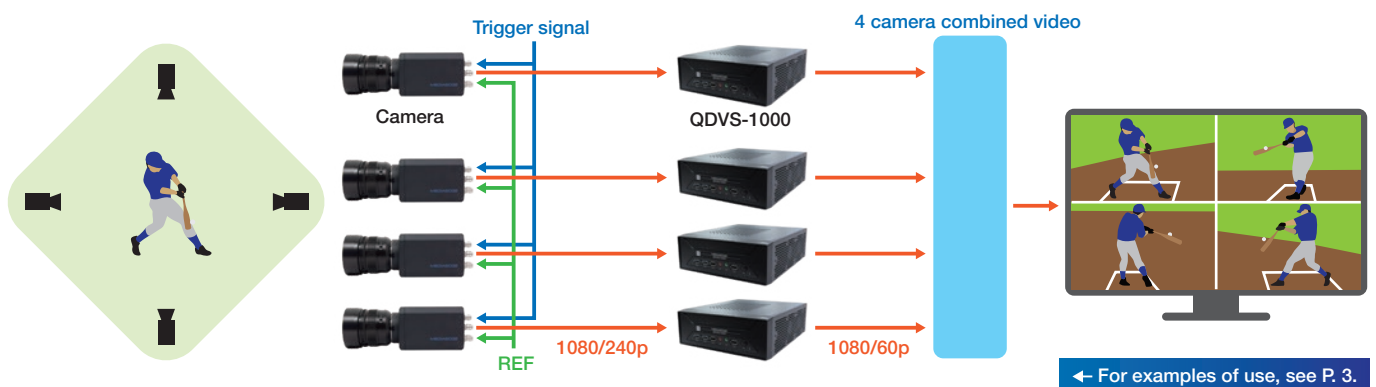 4 camera combined video
Trigger signal
Camera
QDVS-1000
1080/240p
1080/60p
REF
← For examples of use, see P. 3.